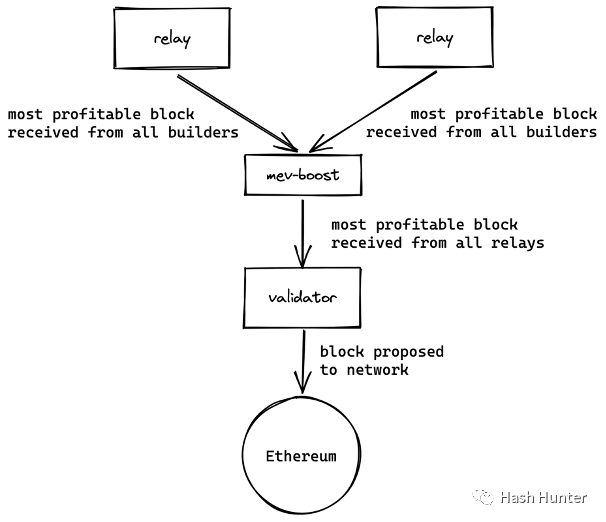 relay
relay
most profitable block
received from all builders
most profitable block
received from all builders
mev-boost
most profitable block
received from all relays
validator
block proposed
to network
Ethereum
Hash Hunter